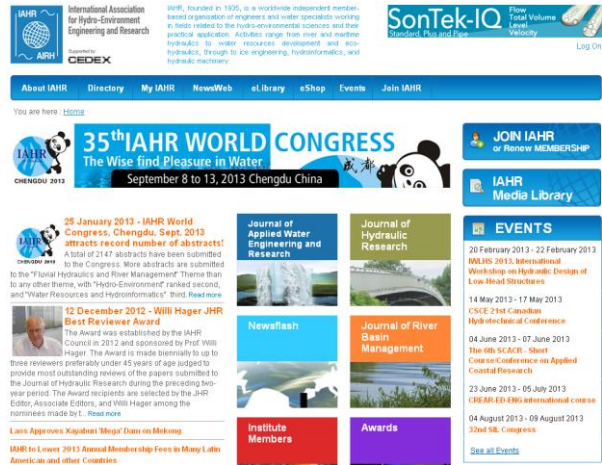 IAHR
AIRH
International Association
for Hydro-Environment
Engineering and Research
Supported by
CEDEX
IAHR, founded in 1935, is a worldwide independent member-
based organisation of engineers and water specialists working
in fields related to the hydro-environmental sciences and their
practical application. Activities range from river and maritime
hydraulics to water resources development and eco-
hydraulics, through to ice engineering, hydroinformatics, and
hydraulic machinery.
SonTek-IQ
Standard, Plus and Pipe
Flow
Total Volume
Level
Velocity
Log On
About IAHR Directory My IAHR NewsWeb eLibrary eShop Events Join IAHR
You are here : Home
IAHR
CHENGDU 2013
35thIAHR WORLD CONGRESS
The Wise find Pleasure in Water
成都
September 8 to 13, 2013 Chengdu China
JOIN IAHR
or Renew MEMBERSHIP
IAHR
Media Library
IAHR
CHENGDU 2013
25 January 2013 - IAHR World
Congress, Chengdu, Sept. 2013
attracts record number of abstracts!
A total of 2147 abstracts have been submitted
to the Congress. More abstracts are submitted
to the "Fluvial Hydraulics and River Management" Theme than
to any other theme, with "Hydro-Environment" ranked second,
and "Water Resources and Hydroinformatics" third. Read more
12 December 2012 - Willi Hager JHR
Best Reviewer Award
The Award was established by the IAHR
Council in 2012 and sponsored by Prof. Willi
Hager. The Award is made biennially to up to
three reviewers preferably under 45 years of age judged to
provide most outstanding reviews of the papers submitted to
the Journal of Hydraulic Research during the preceding two-
year period. The Award recipients are selected by the JHR
Editor, Associate Editors, and Willi Hager among the
nominees made by t... Read more
Laos Approves Xayaburi 'Mega' Dam on Mekong
IAHR to Lower 2013 Annual Membership Fees in Many Latin
American and other Countries
Journal of
Applied Water
Engineering and
Research
Journal of
Hydraulic
Research
Newsflash
Journal of River
Basin
Management
Institute
Members
Awards
EVENTS
20 February 2013 - 22 February 2013
IWLHS 2013, International
Workshop on Hydraulic Design of
Low-Head Structures
14 May 2013 - 17 May 2013
CSCE 21st Canadian
Hydrotechnical Conference
04 June 2013 - 07 June 2013
The 6th SCACR - Short
Course/Conference on Applied
Coastal Research
23 June 2013 - 05 July 2013
CREAR-ED-ENG international course
04 August 2013 - 09 August 2013
32nd SIL Congress
See all Events